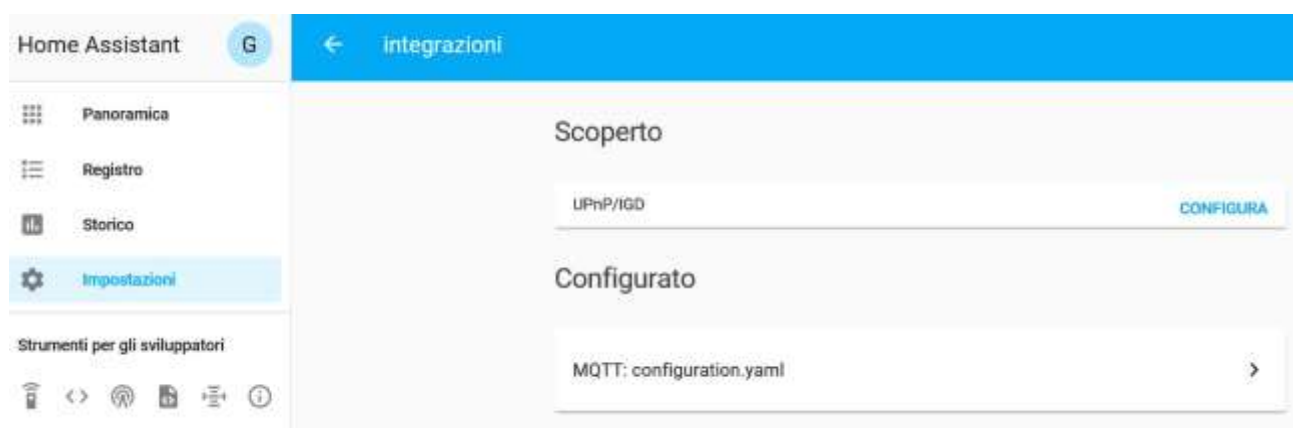 Home Assistant
G
integrazioni
Panoramica
Registro
Storico
Impostazioni
Strumenti per gli sviluppatori
Scoperto
UPnP/IGD
CONFIGURA
Configurato
MQTT: configuration.yaml